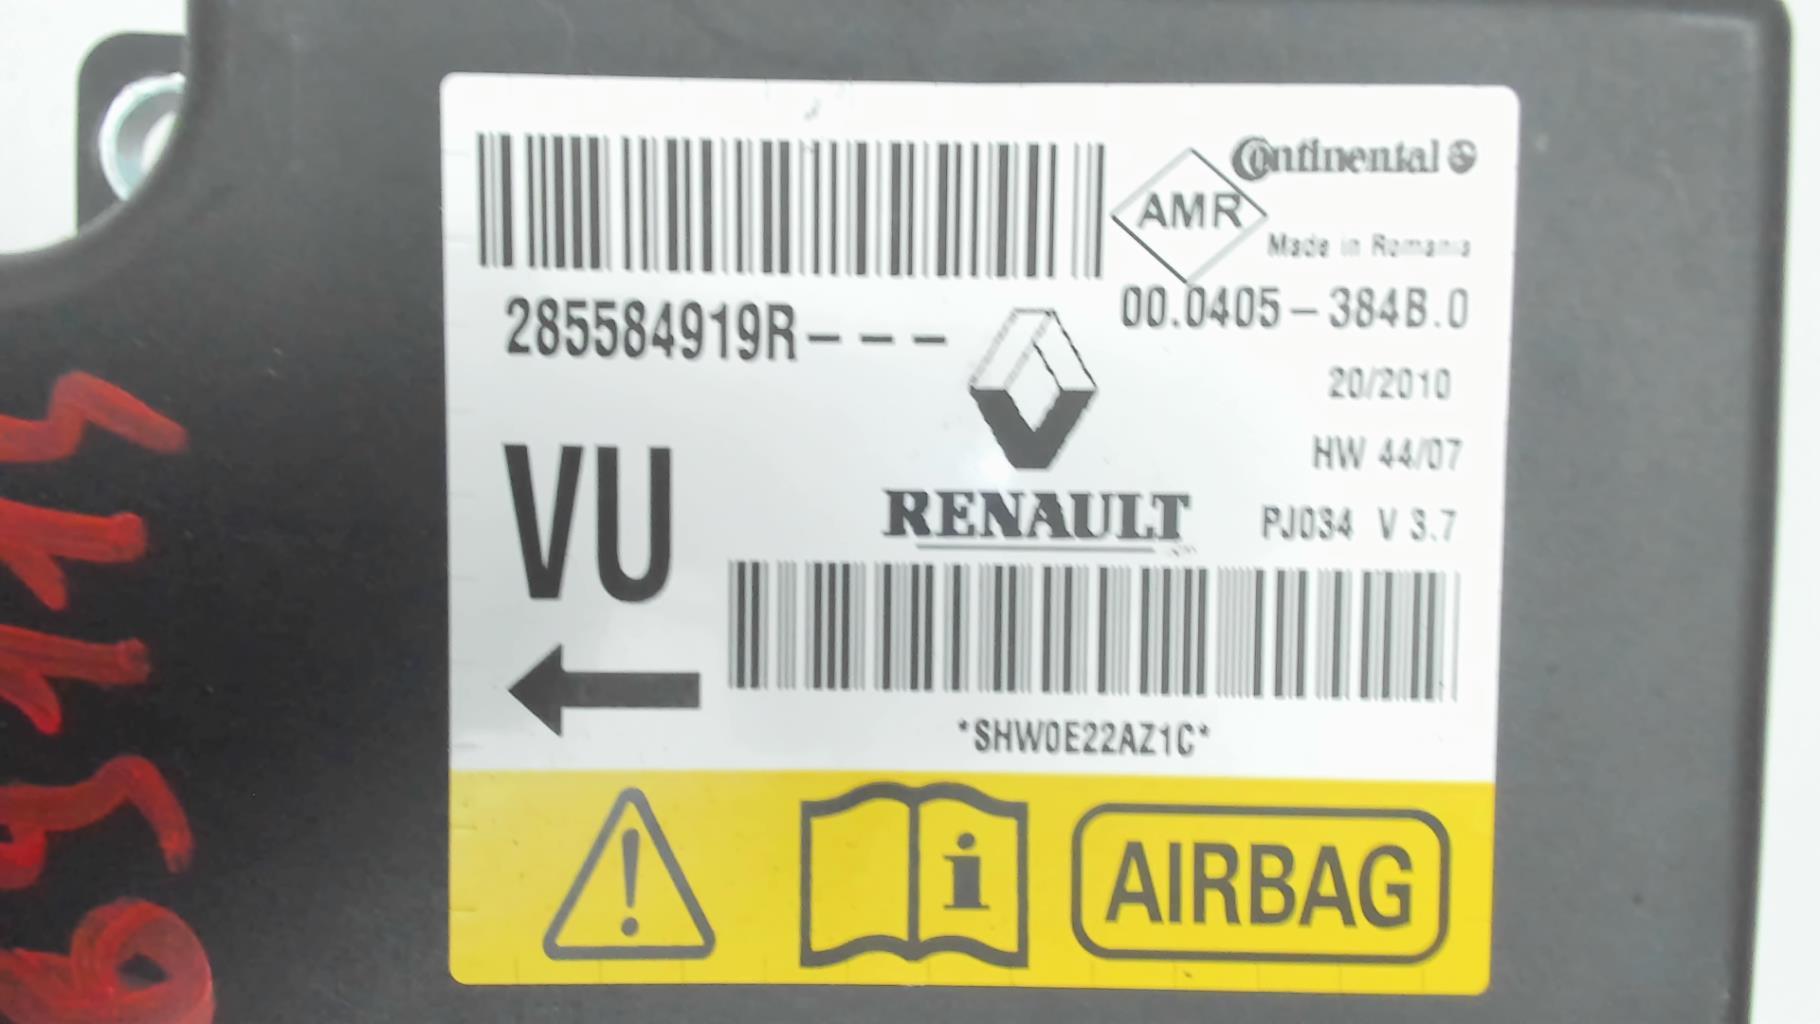 Continental
AMR
Made in Romania
285584919R---
00.0405-384B.0
20/2010
HW 44/07
VU
RENAULT
PJ034 V 3.7
*SHW0E22AZ1C*
i
AIRBAG